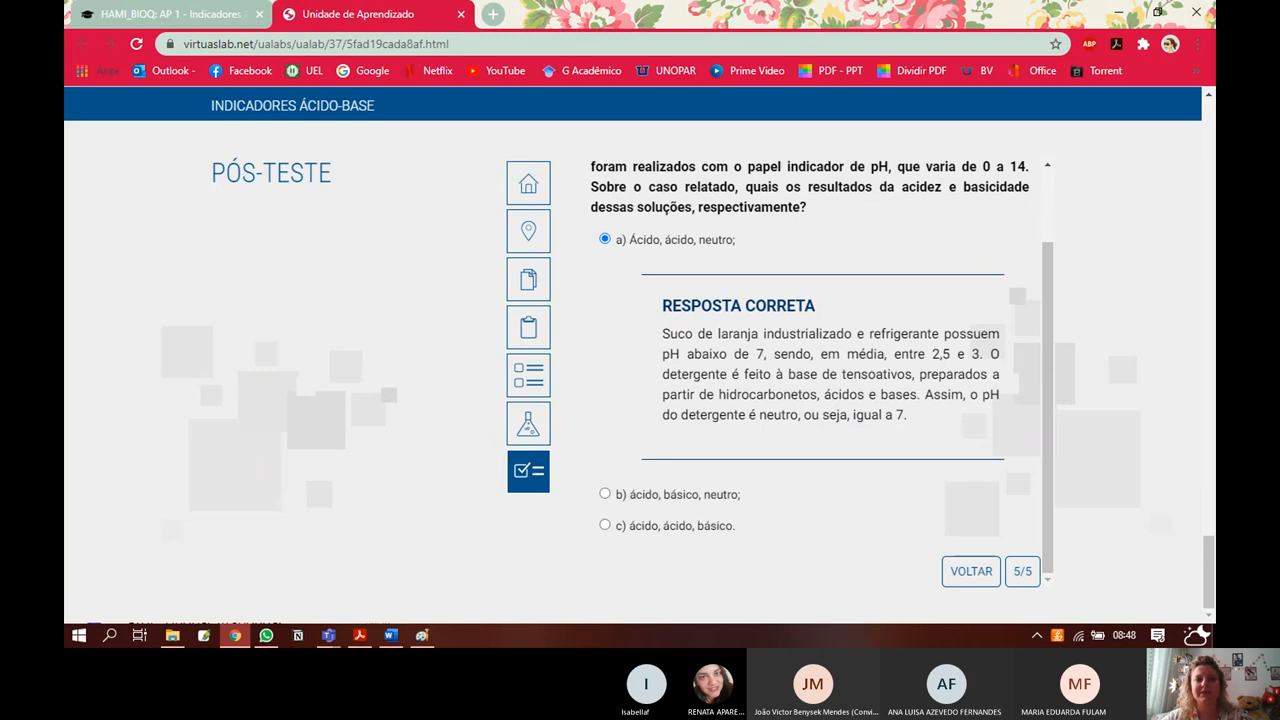 HAMI_BIOQ: AP 1 - Indicadores
Unidade de Aprendizado
virtuaslab.net/ualabs/ualab/37/5fad19cada8af.html
ABP
Apps
Outlook -
Facebook
UEL
Google
Netflix
YouTube
G Acadêmico
UNOPAR
Prime Video
PDF - PPT
Dividir PDF
BV
Office
Torrent
»
INDICADORES ÁCIDO-BASE
PÓS-TESTE
foram realizados com o papel indicador de pH, que varia de 0 a 14.
Sobre o caso relatado, quais os resultados da acidez e basicidade
dessas soluções, respectivamente?
a) Ácido, ácido, neutro;
RESPOSTA CORRETA
Suco de laranja industrializado e refrigerante possuem
pH abaixo de 7, sendo, em média, entre 2,5 e 3. O
detergente é feito à base de tensoativos, preparados a
partir de hidrocarbonetos, ácidos e bases. Assim, o pH
do detergente é neutro, ou seja, igual a 7.
b) ácido, básico, neutro;
c) ácido, ácido, básico.
VOLTAR
5/5
08:48
I
JM
AF
MF
Isabellaf
RENATA APARE...
João Victor Benysek Mendes (Convi...
ANA LUISA AZEVEDO FERNANDES
MARIA EDUARDA FULAM